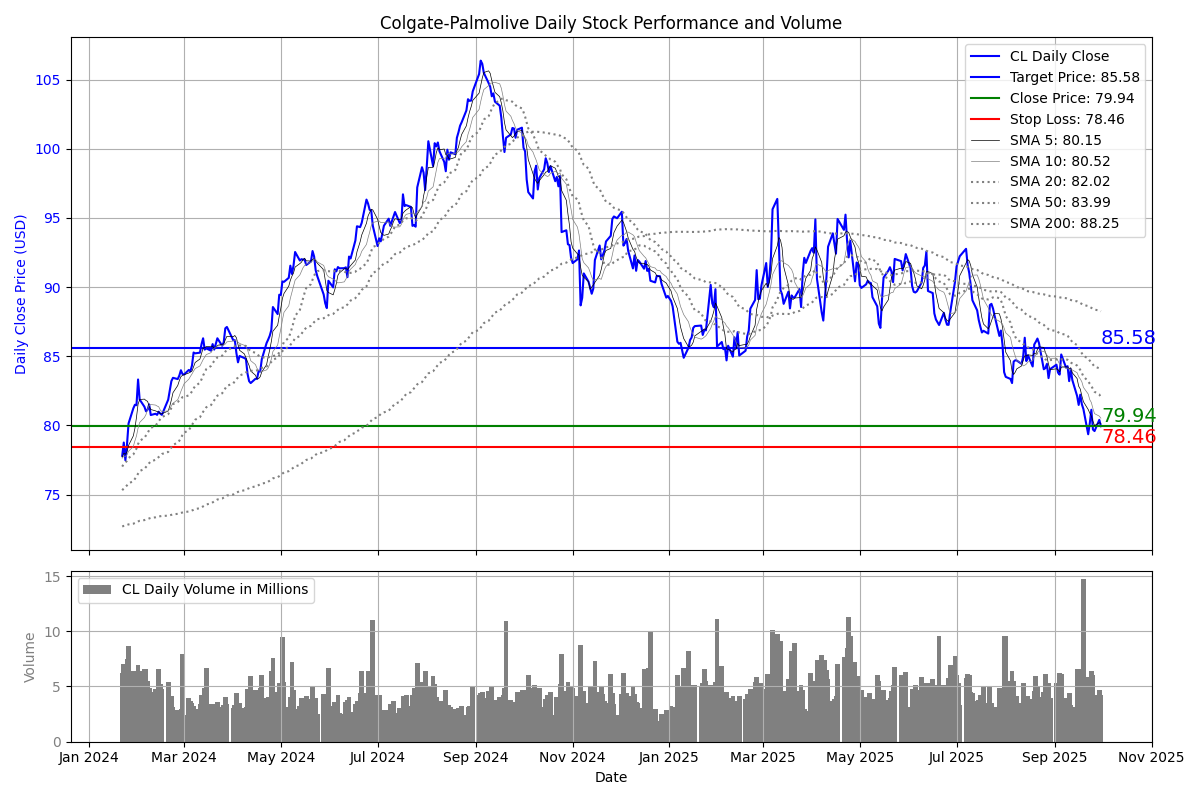 Colgate-Palmolive Daily Stock Performance and Volume
Daily Close Price (USD)
105
100
95
90
85
80
75
CL Daily Close
Target Price: 85.58
Close Price: 79.94
Stop Loss: 78.46
SMA 5: 80.15
SMA 10: 80.52
SMA 20: 82.02
SMA 50: 83.99
SMA 200: 88.25
85.58
79.94
78.46
Volume
15
10
5
0
CL Daily Volume in Millions
Jan 2024 Mar 2024 May 2024 Jul 2024 Sep 2024 Nov 2024 Jan 2025 Mar 2025 May 2025 Jul 2025 Sep 2025 Nov 2025
Date